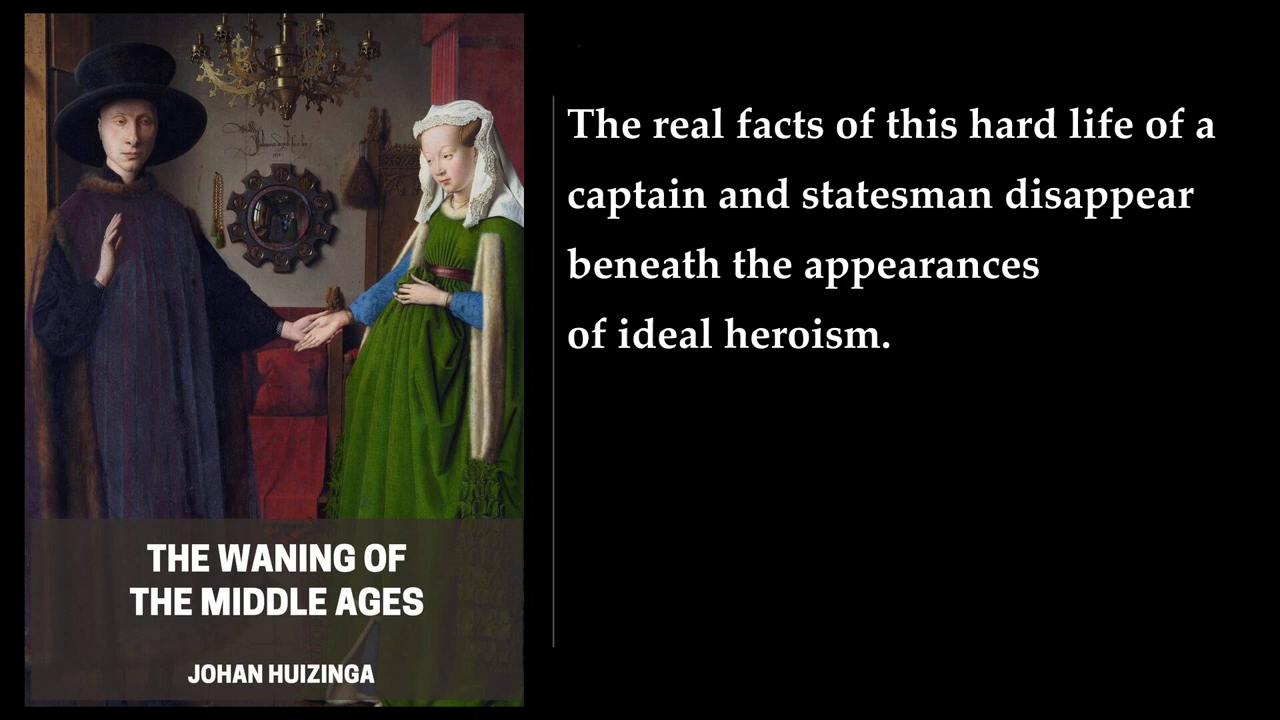 THE WANING OF
THE MIDDLE AGES
JOHAN HUIZINGA
The real facts of this hard life of a
captain and statesman disappear
beneath the appearances
of ideal heroism.